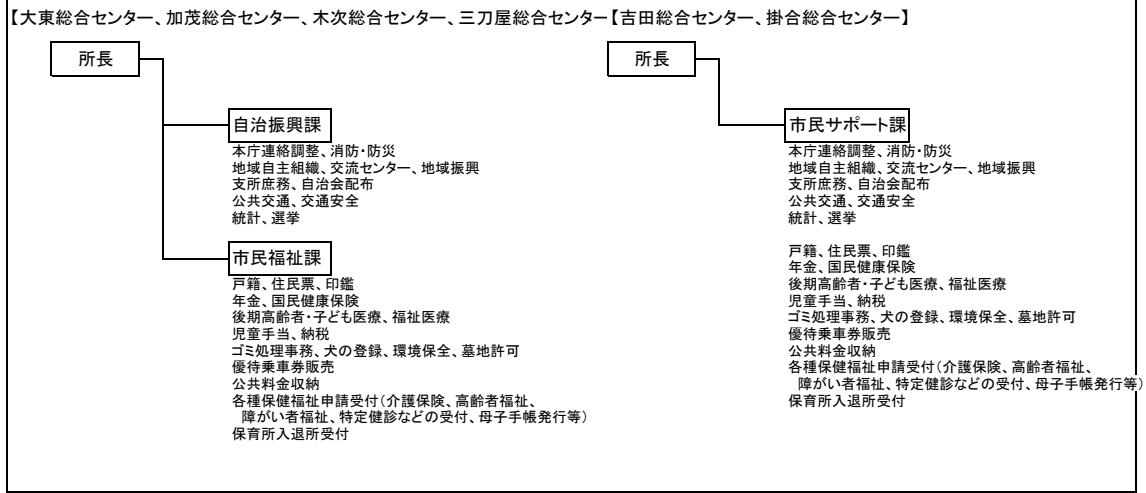 【大東総合センター、加茂総合センター、木次総合センター、三刀屋総合センター【吉田総合センター、掛合総合センター】
所長
自治振興課
本庁連絡調整、消防・防災
地域自主組織、交流センター、地域振興
支所庶務、自治会配布
公共交通、交通安全
統計、選挙
市民福祉課
戸籍、住民票、印鑑
年金、国民健康保険
後期高齢者・子ども医療、福祉医療
児童手当、納税
ゴミ処理事務、犬の登録、環境保全、墓地許可
優待乗車券販売
公共料金収納
各種保健福祉申請受付(介護保険、高齢者福祉、
障がい者福祉、特定健診などの受付、母子手帳発行等)
保育所入退所受付
所長
市民サポート課
本庁連絡調整、消防・防災
地域自主組織、交流センター、地域振興
支所庶務、自治会配布
公共交通、交通安全
統計、選挙
戸籍、住民票、印鑑
年金、国民健康保険
後期高齢者・子ども医療、福祉医療
児童手当、納税
ゴミ処理事務、犬の登録、環境保全、墓地許可
優待乗車券販売
公共料金収納
各種保健福祉申請受付(介護保険、高齢者福祉、
障がい者福祉、特定健診などの受付、母子手帳発行等)
保育所入退所受付